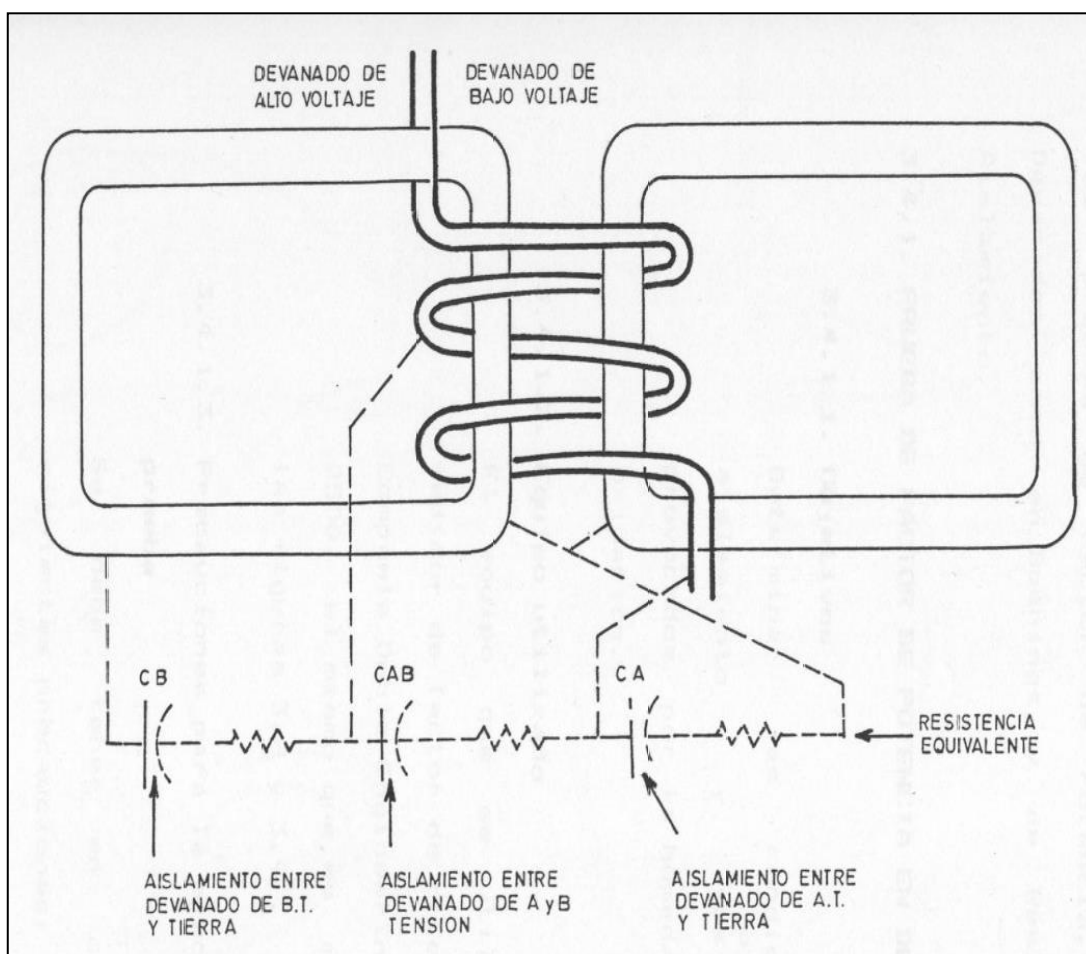 DEVANADO DE
ALTO VOLTAJE
DEVANADO DE
BAJO VOLTAJE
CB
CAB
CA
RESISTENCIA
EQUIVALENTE
AISLAMIENTO ENTRE
DEVANADO DE B.T.
Y TIERRA
AISLAMIENTO ENTRE
DEVANADO DE A y B
TENSION
AISLAMIENTO ENTRE
DEVANADO DE A.T.
Y TIERRA